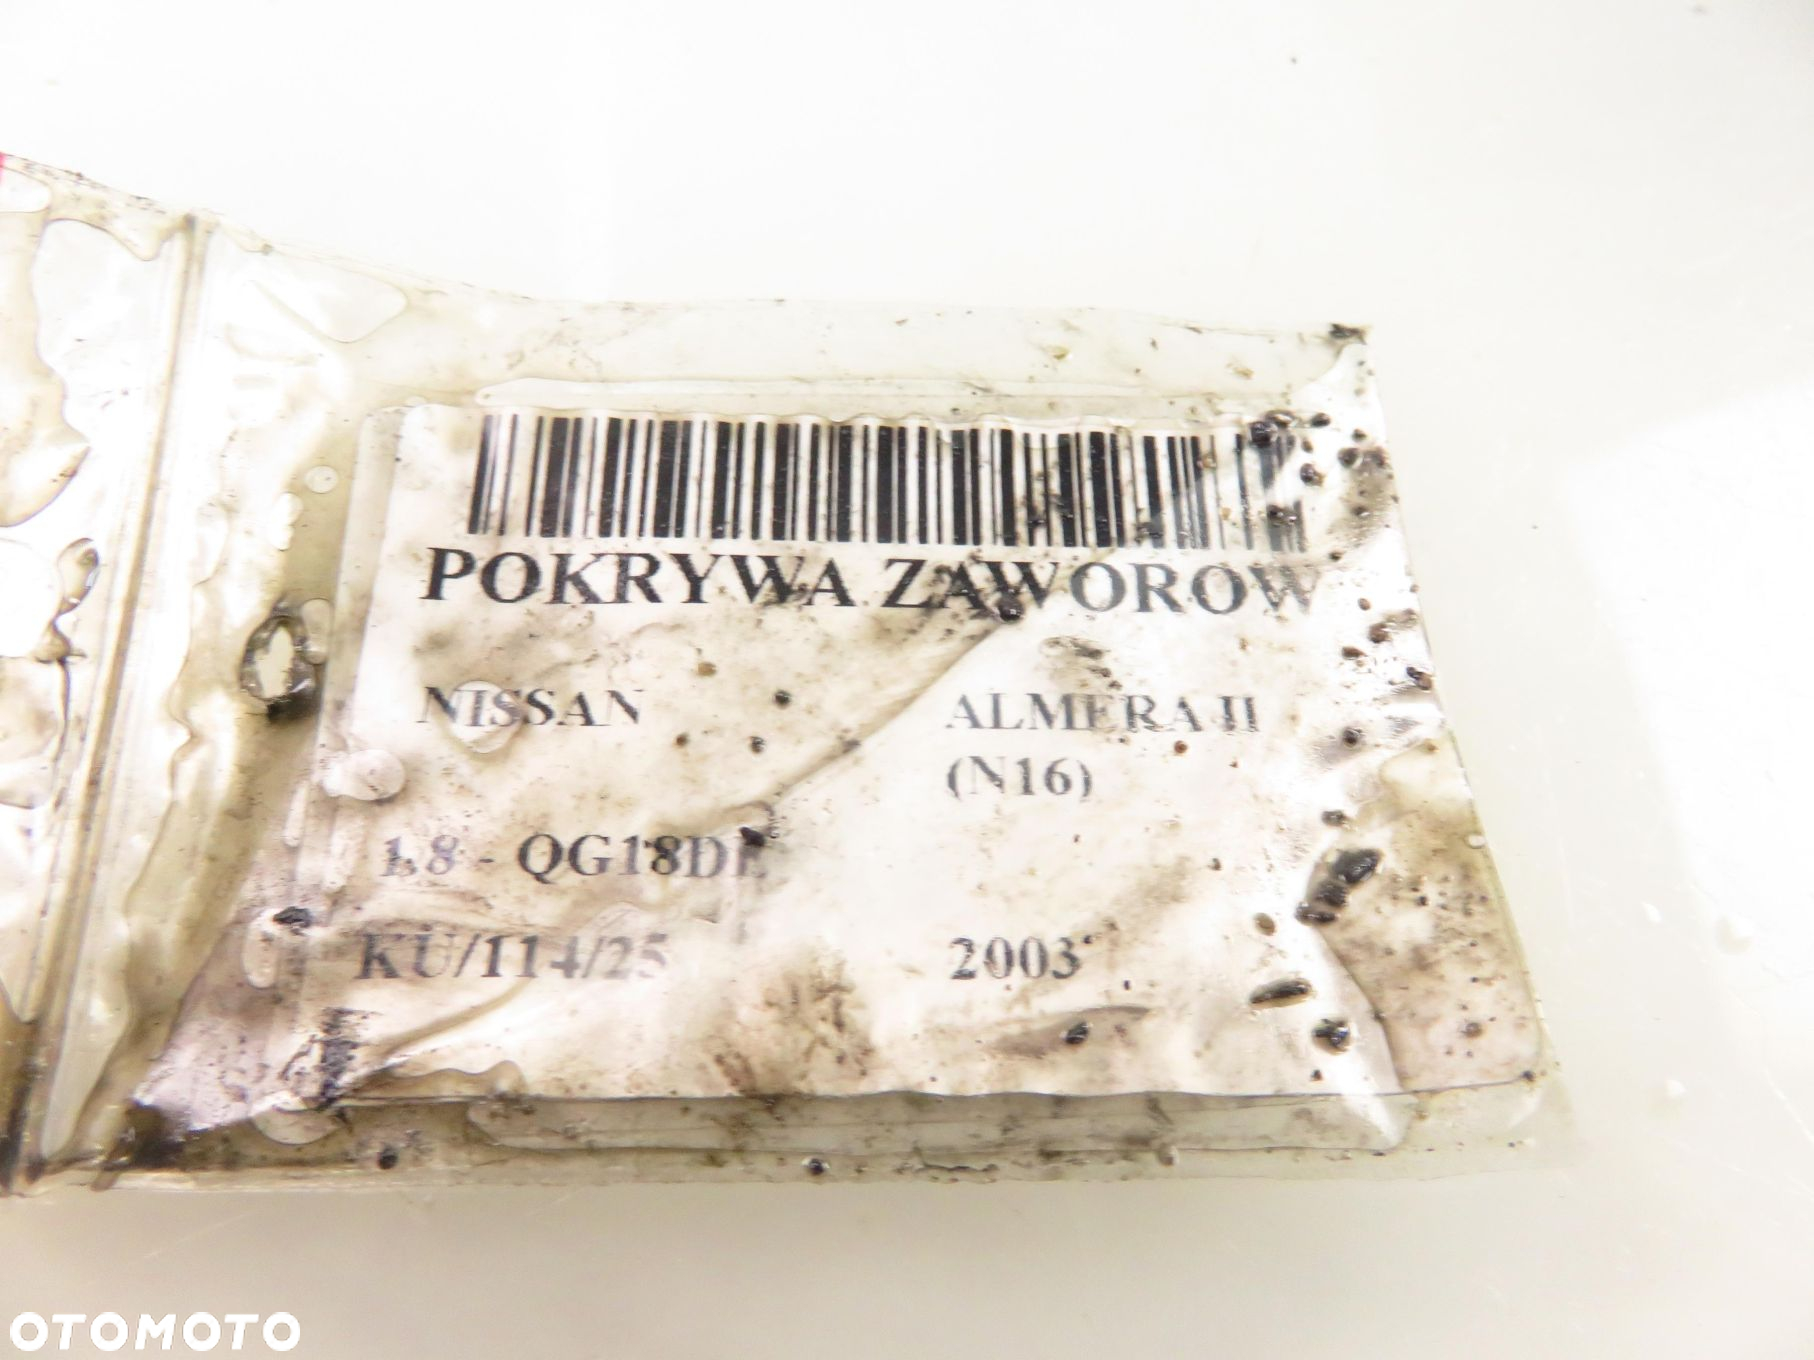 POKRYWA ZAWOROW
NISSAN ALMERA II
(N16)
1.8 - QG18DE
KU/114/25 2003
OTOMOTO